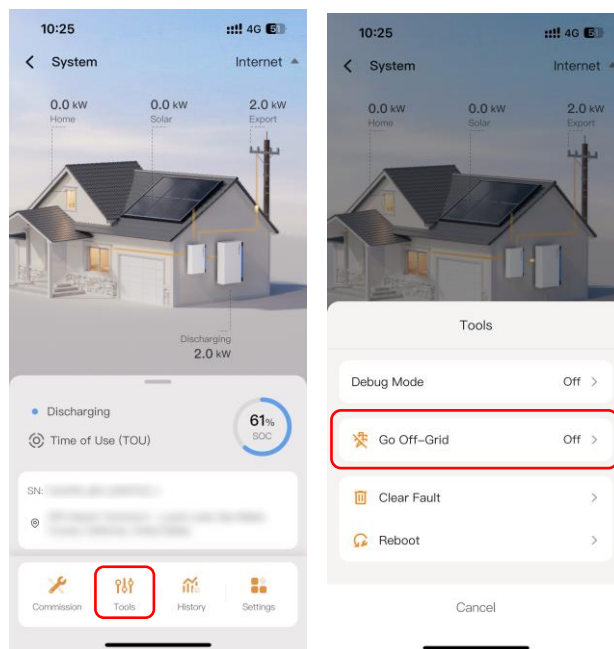 10:25
4G 51
System
Internet
0.0 kW
0.0 kW
2.0 kW
Home
Solar
Export
Discharging
2.0 kW
Discharging
Time of Use (TOU)
61%
SOC
SN:
Commission
Tools
History
Settings
10:25
4G 51
System
Internet
0.0 kW
0.0 kW
2.0 kW
Home
Solar
Export
Tools
Debug Mode
Off
Go Off-Grid
Off
Clear Fault
Reboot
Cancel